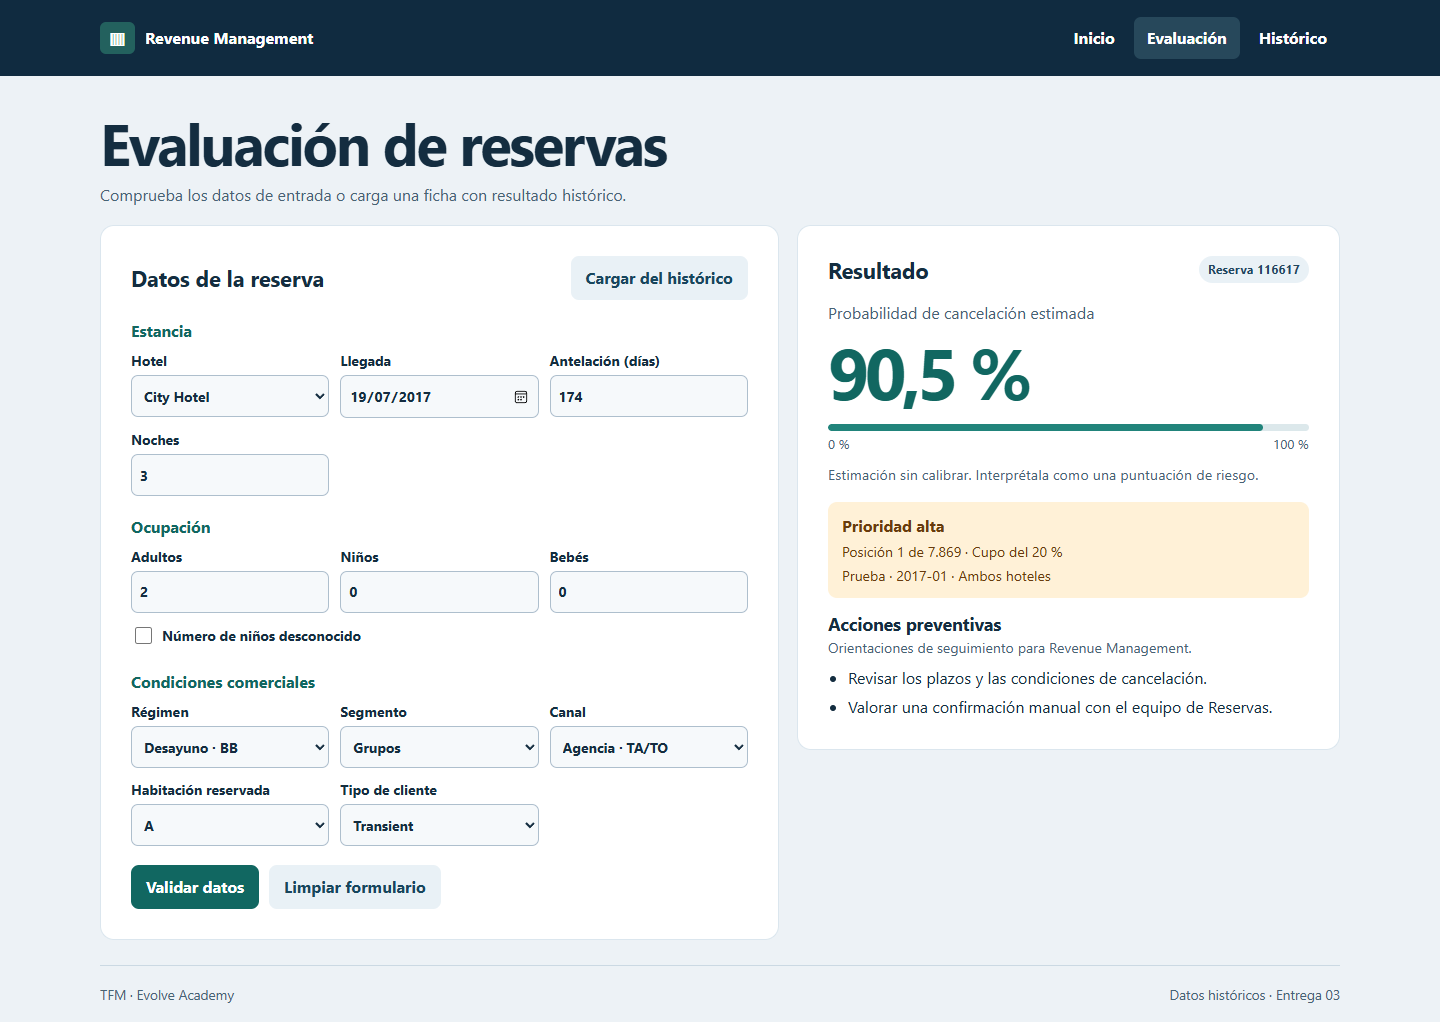 Revenue Management
Inicio
Evaluación
Histórico
Evaluación de reservas
Comprueba los datos de entrada o carga una ficha con resultado histórico.
Datos de la reserva
Cargar del histórico
Estancia
Hotel
Llegada
Antelación (días)
City Hotel
19/07/2017
174
Noches
3
Ocupación
Adultos
Niños
Bebés
2
0
0
Número de niños desconocido
Condiciones comerciales
Régimen
Segmento
Canal
Desayuno · BB
Grupos
Agencia · TA/TO
Habitación reservada
Tipo de cliente
A
Transient
Validar datos
Limpiar formulario
Resultado
Reserva 116617
Probabilidad de cancelación estimada
90,5 %
0 %
100 %
Estimación sin calibrar. Interprétala como una puntuación de riesgo.
Prioridad alta
Posición 1 de 7.869 · Cupo del 20 %
Prueba · 2017-01 · Ambos hoteles
Acciones preventivas
Orientaciones de seguimiento para Revenue Management.
• Revisar los plazos y las condiciones de cancelación.
• Valorar una confirmación manual con el equipo de Reservas.
TFM · Evolve Academy
Datos históricos · Entrega 03